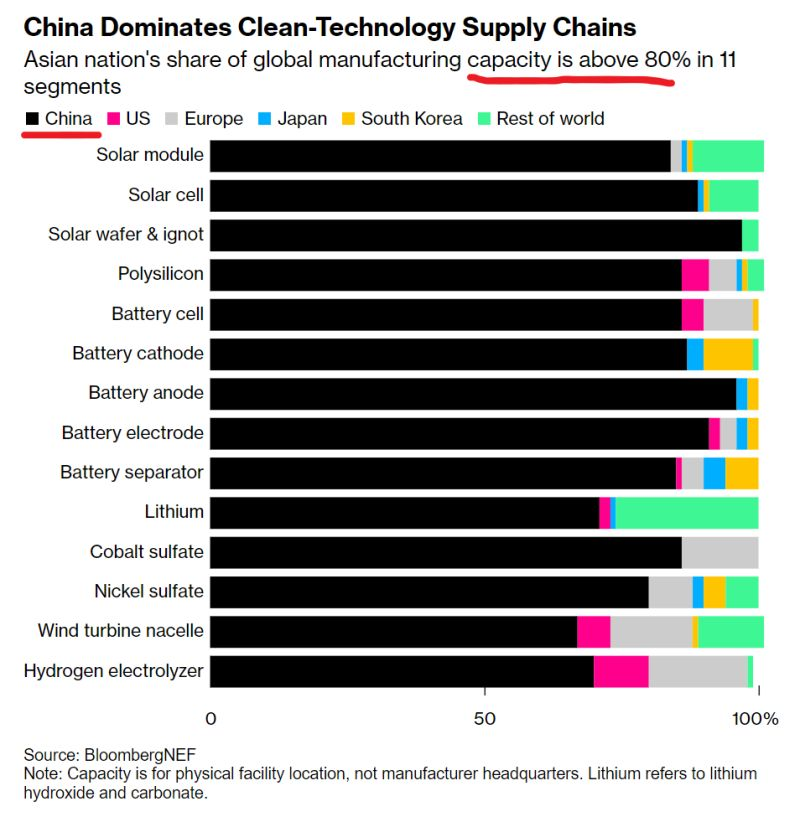 China Dominates Clean-Technology Supply Chains
Asian nation's share of global manufacturing capacity is above 80% in 11
segments
China US Europe Japan South Korea Rest of world
Solar module
Solar cell
Solar wafer & ignot
Polysilicon
Battery cell
Battery cathode
Battery anode
Battery electrode
Battery separator
Lithium
Cobalt sulfate
Nickel sulfate
Wind turbine nacelle
Hydrogen electrolyzer
0 50 100%
Source: BloombergNEF
Note: Capacity is for physical facility location, not manufacturer headquarters. Lithium refers to lithium
hydroxide and carbonate.